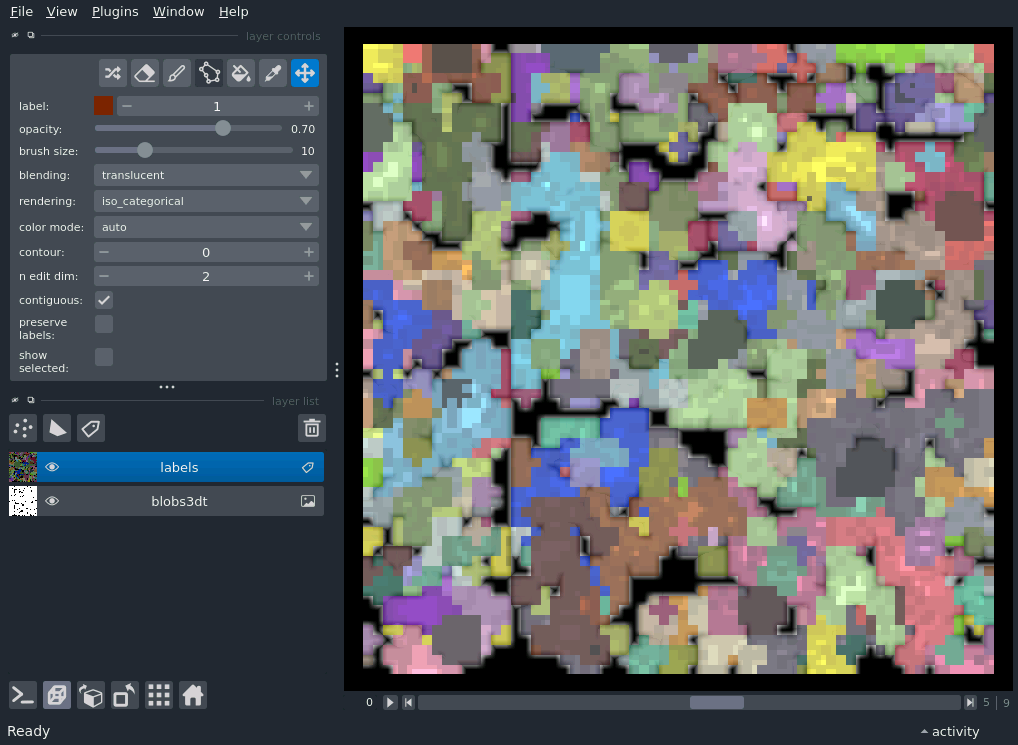 File View Plugins Window Help
layer controls
label: 1
opacity: 0.70
brush size: 10
blending: translucent
rendering: iso_categorical
color mode: auto
contour: 0
n edit dim: 2
contiguous:
preserve
labels:
show
selected:
layer list
labels
blobs3dt
0 5 9
Ready activity